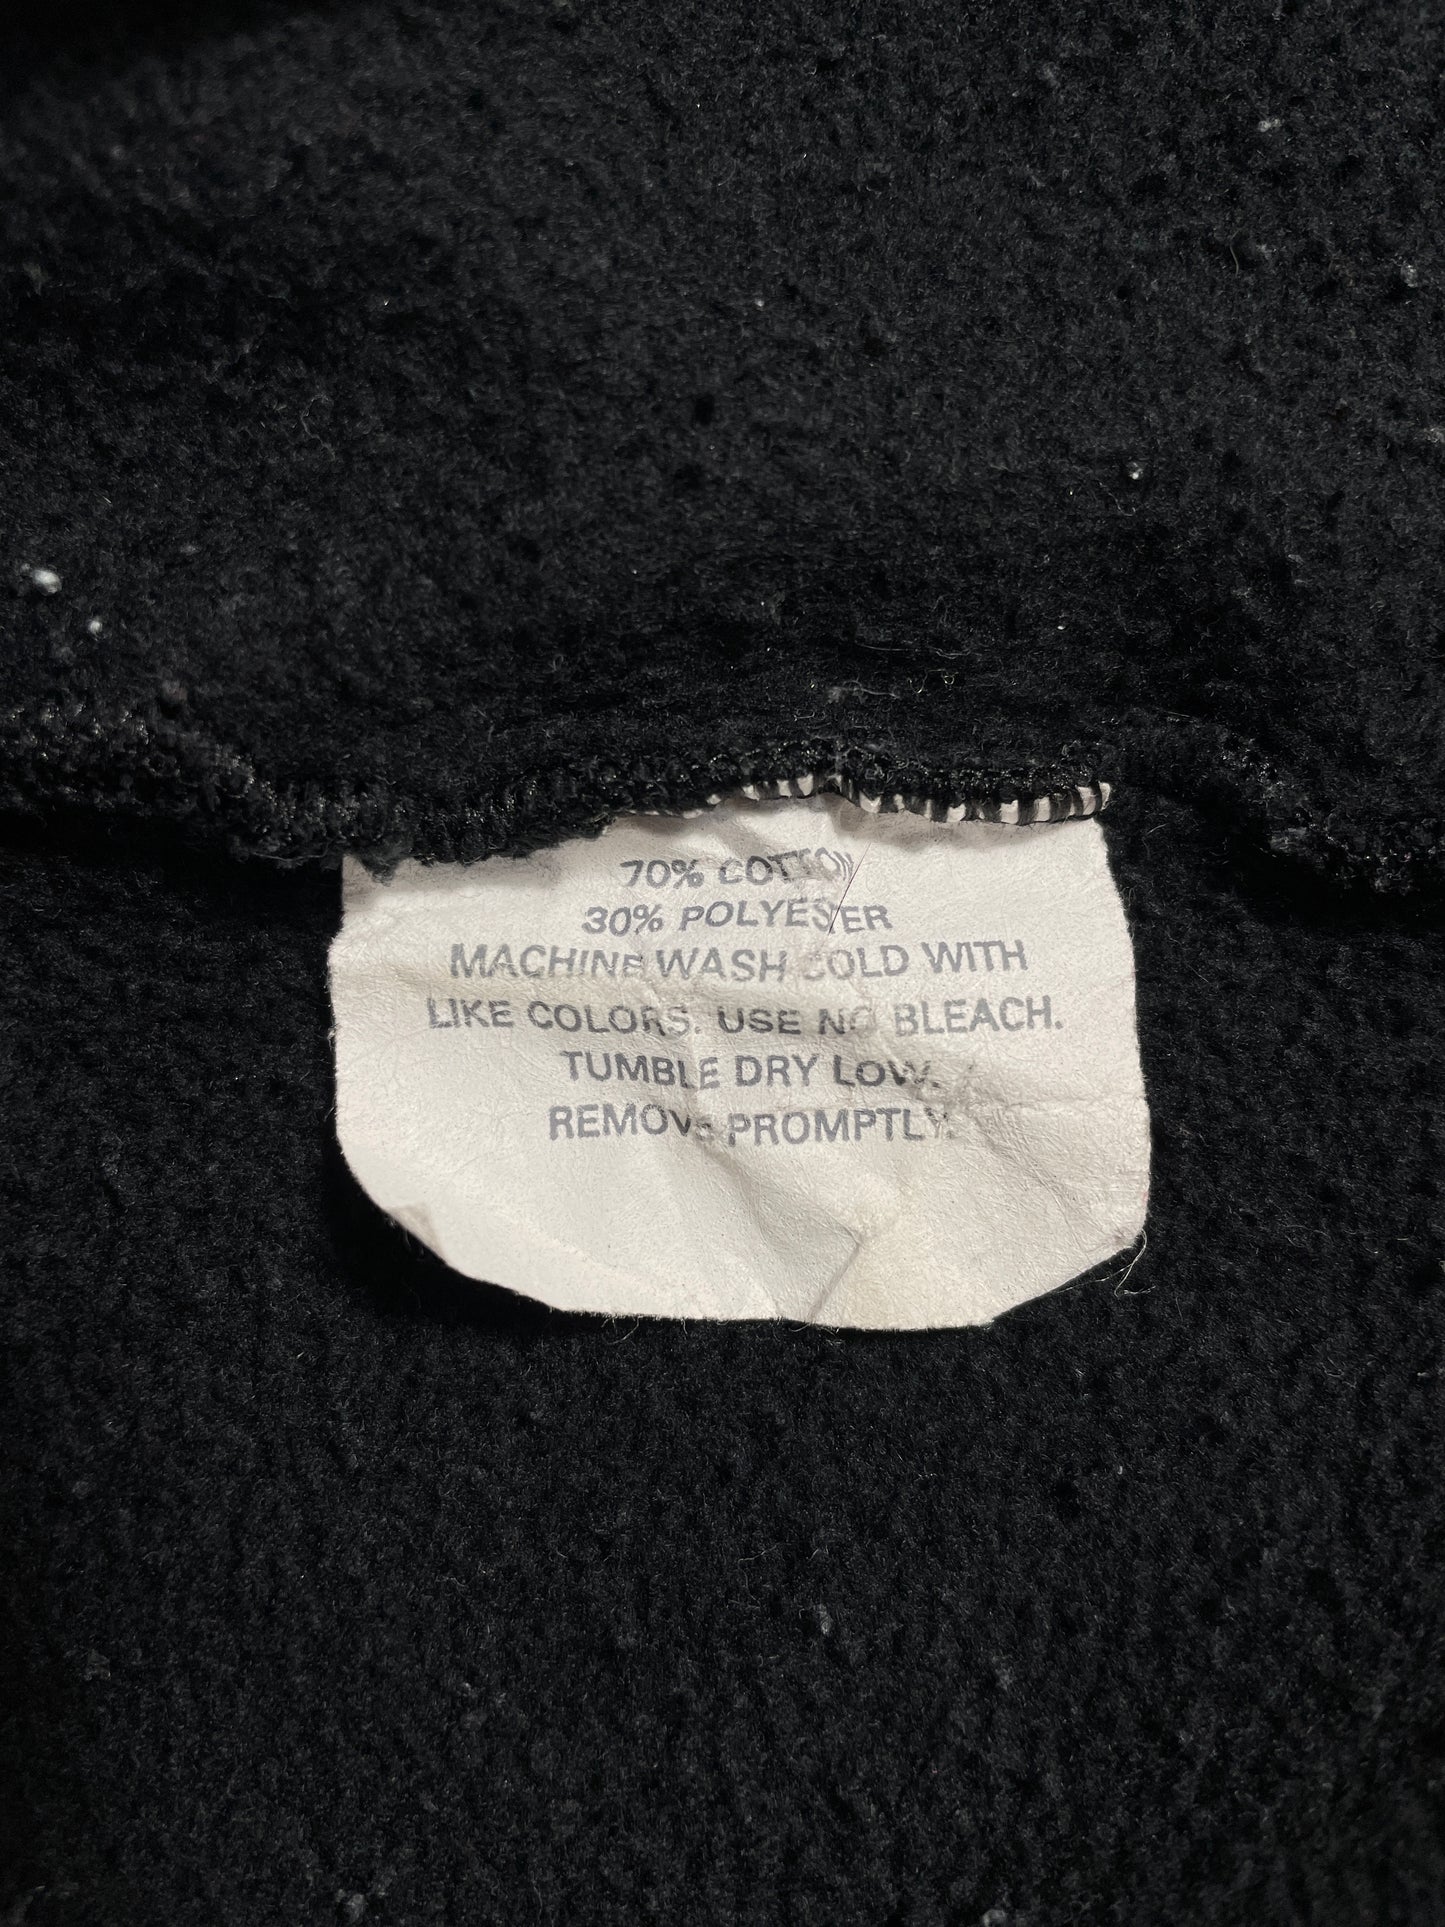 70% COTTON
30% POLYESTER
MACHINE WASH COLD WITH
LIKE COLORS. USE NO BLEACH.
TUMBLE DRY LOW.
REMOVE PROMPTLY.